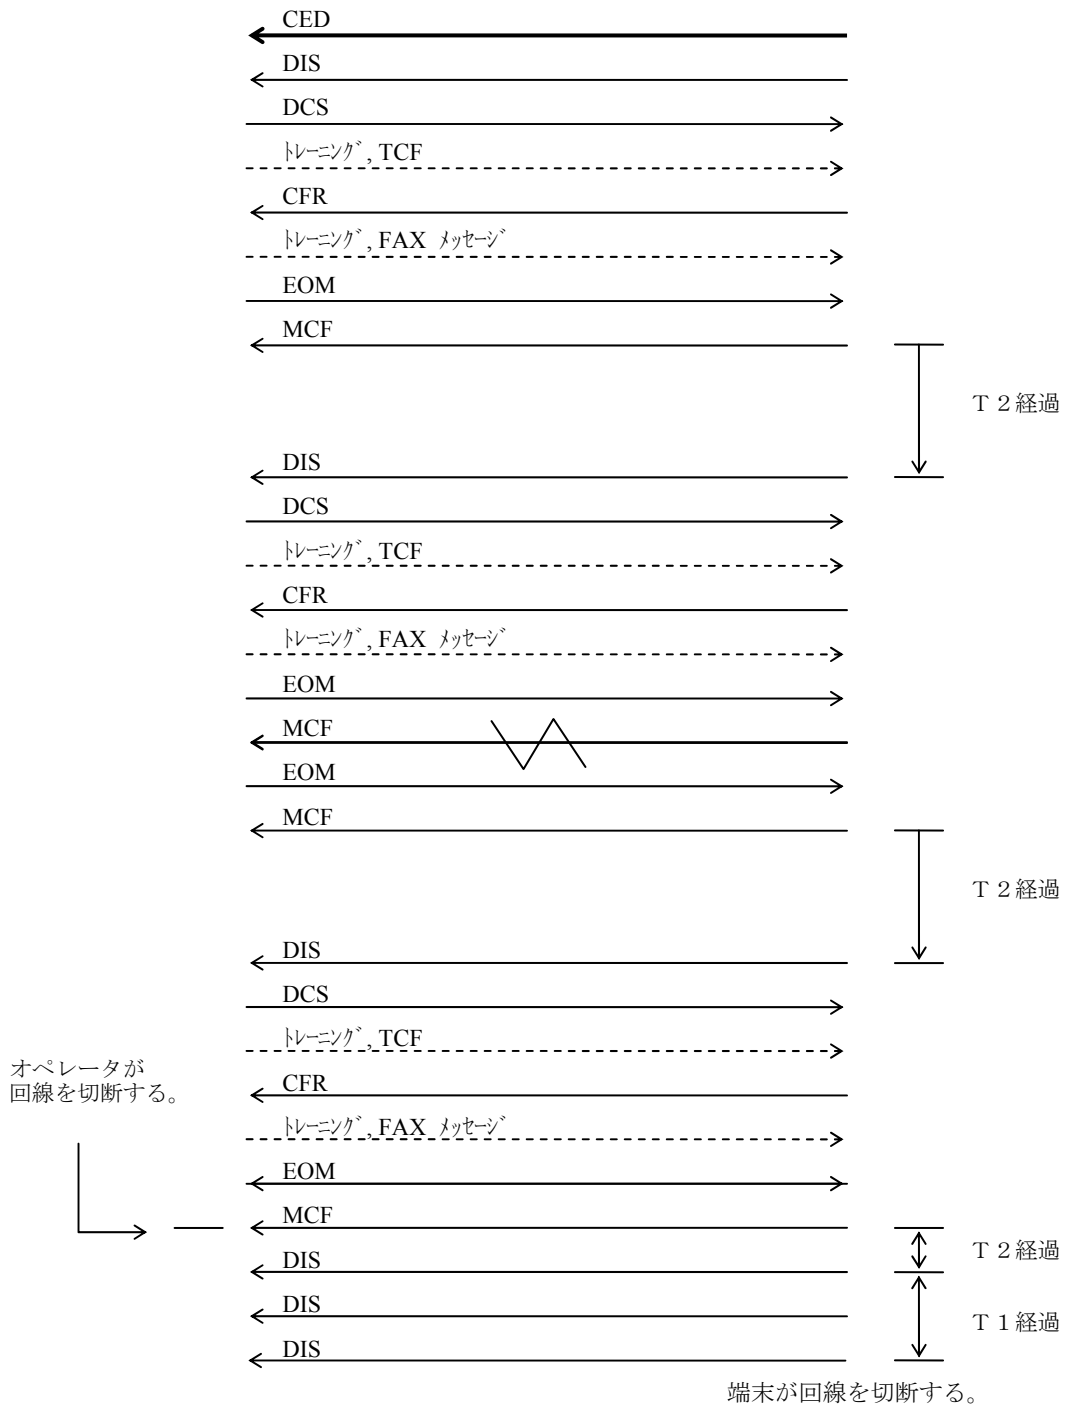 CED
DIS
DCS
ﾄﾚｰﾆﾝｸﾞ, TCF
CFR
ﾄﾚｰﾆﾝｸﾞ, FAX ﾒｯｾｰｼﾞ
EOM
MCF
Ｔ２経過
DIS
DCS
ﾄﾚｰﾆﾝｸﾞ, TCF
CFR
ﾄﾚｰﾆﾝｸﾞ, FAX ﾒｯｾｰｼﾞ
EOM
MCF
EOM
MCF
Ｔ２経過
DIS
DCS
ﾄﾚｰﾆﾝｸﾞ, TCF
オペレータが
回線を切断する。
CFR
ﾄﾚｰﾆﾝｸﾞ, FAX ﾒｯｾｰｼﾞ
EOM
MCF
Ｔ２経過
DIS
DIS
Ｔ１経過
DIS
端末が回線を切断する。